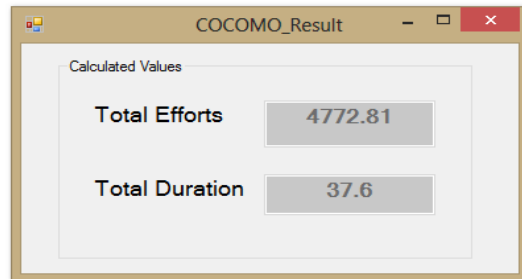 COCOMO_Result
Calculated Values
Total Efforts 4772.81
Total Duration 37.6